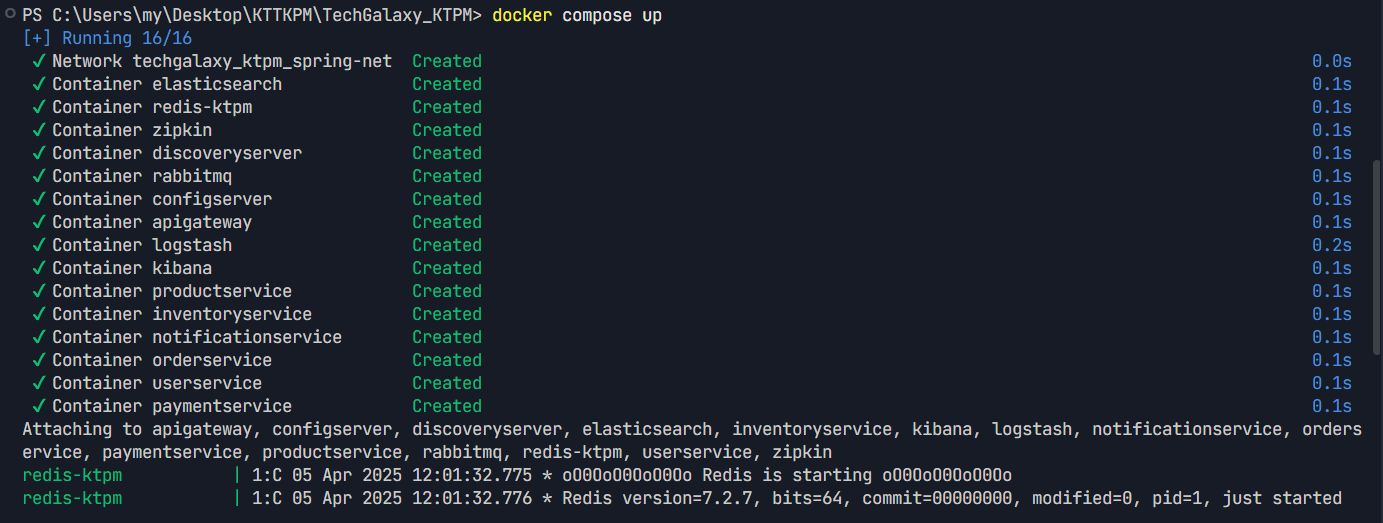 PS C:\Users\my\Desktop\KTTKPM\TechGalaxy_KTPM> docker compose up
[+] Running 16/16
✔ Network techgalaxy_ktpm_spring-net Created 0.0s
✔ Container elasticsearch Created 0.1s
✔ Container redis-ktpm Created 0.1s
✔ Container zipkin Created 0.1s
✔ Container discoveryserver Created 0.1s
✔ Container rabbitmq Created 0.1s
✔ Container configserver Created 0.1s
✔ Container apigateway Created 0.1s
✔ Container logstash Created 0.2s
✔ Container kibana Created 0.1s
✔ Container productservice Created 0.1s
✔ Container inventoryservice Created 0.1s
✔ Container notificationservice Created 0.1s
✔ Container orderservice Created 0.1s
✔ Container userservice Created 0.1s
✔ Container paymentservice Created 0.1s
Attaching to apigateway, configserver, discoveryserver, elasticsearch, inventoryservice, kibana, logstash, notificationservice, orders
ervice, paymentservice, productservice, rabbitmq, redis-ktpm, userservice, zipkin
redis-ktpm | 1:C 05 Apr 2025 12:01:32.775 * oO0OoO0OoO0Oo Redis is starting oO0OoO0OoO0Oo
redis-ktpm | 1:C 05 Apr 2025 12:01:32.776 * Redis version=7.2.7, bits=64, commit=00000000, modified=0, pid=1, just started